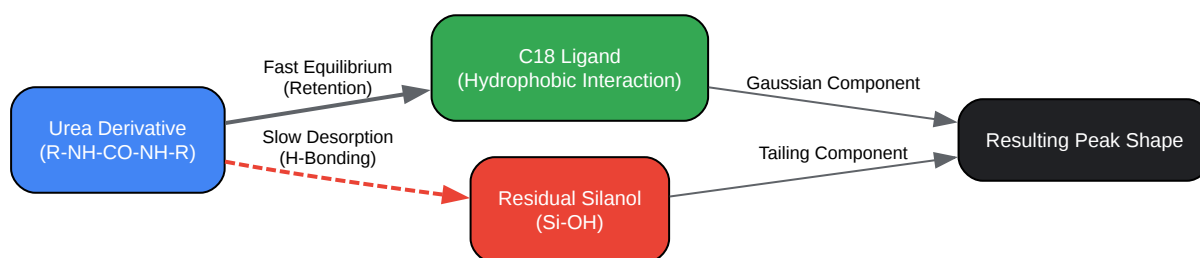 Urea Derivative
(R-NH-CO-NH-R)
Fast Equilibrium
(Retention)
Slow Desorption
(H-Bonding)
C18 Ligand
(Hydrophobic Interaction)
Residual Silanol
(Si-OH)
Gaussian Component
Tailing Component
Resulting Peak Shape